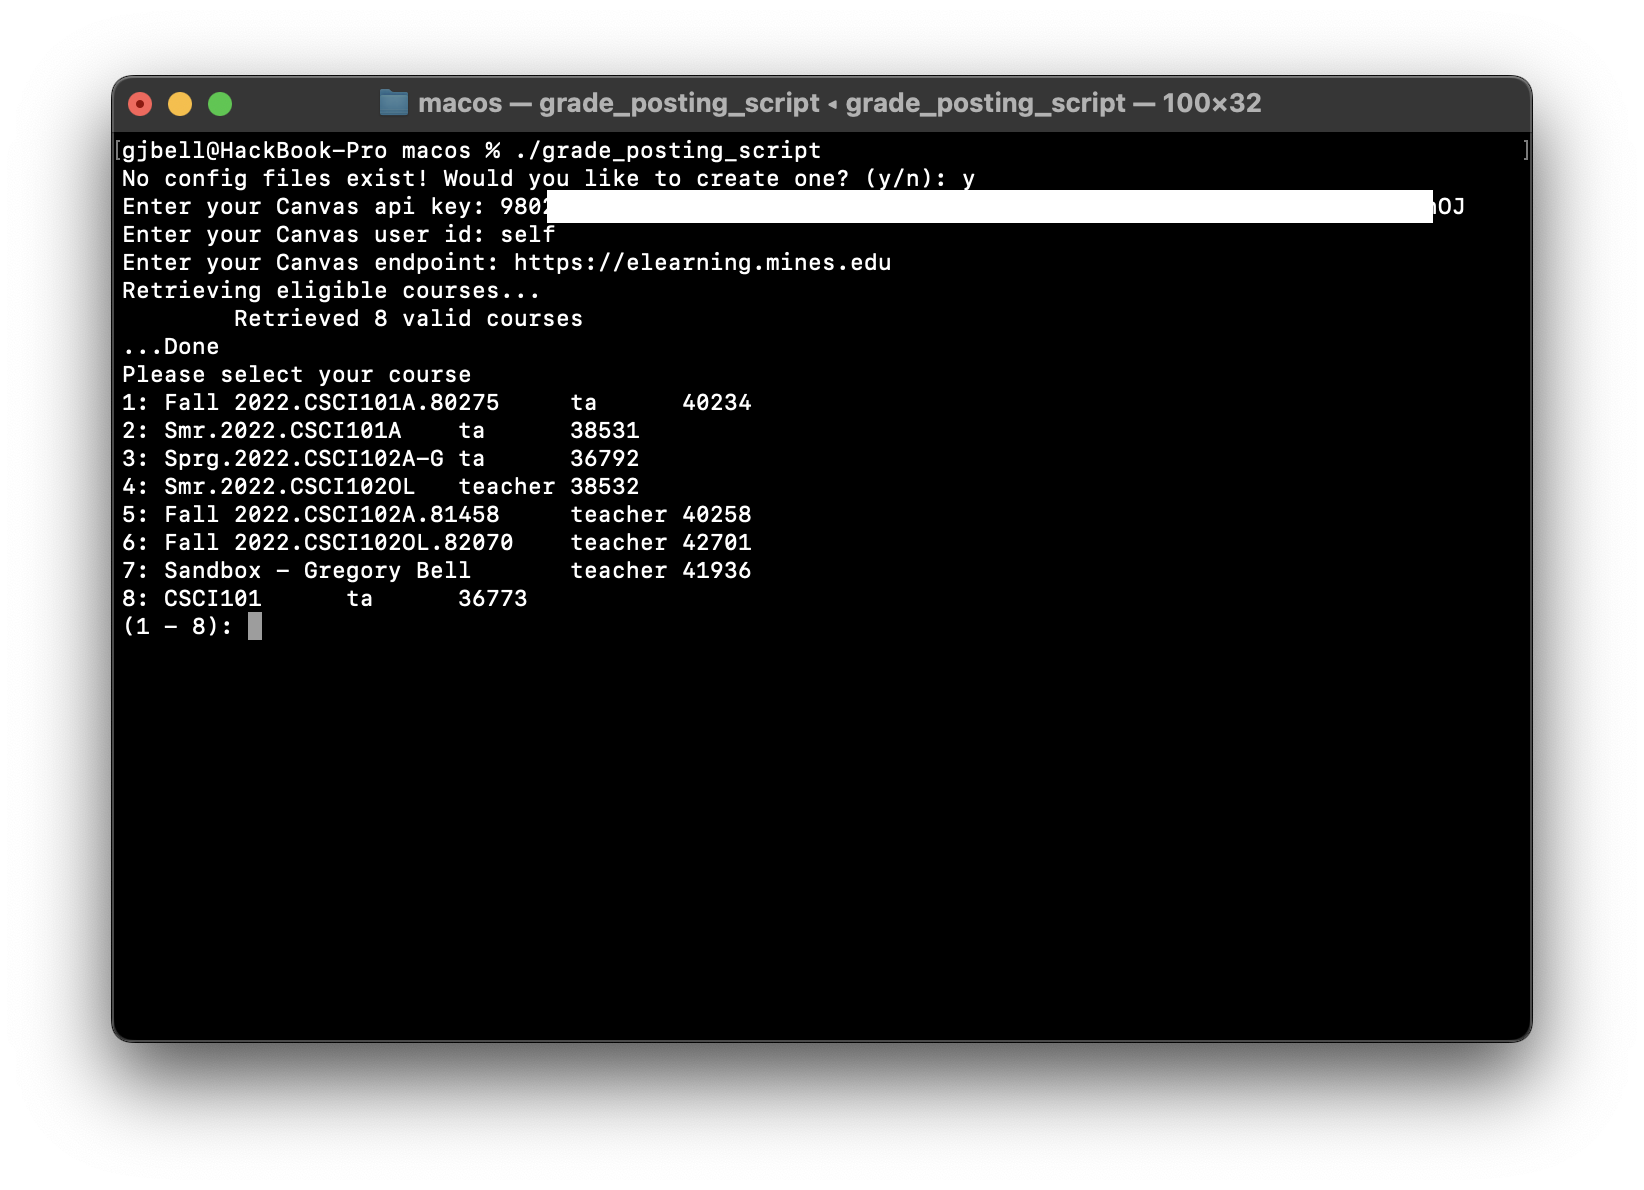 macos — grade_posting_script ◂ grade_posting_script — 100×32
[gjbell@HackBook-Pro macos % ./grade_posting_script ]
No config files exist! Would you like to create one? (y/n): y
Enter your Canvas api key: 980 OJ
Enter your Canvas user id: self
Enter your Canvas endpoint: https://elearning.mines.edu
Retrieving eligible courses...
Retrieved 8 valid courses
...Done
Please select your course
1: Fall 2022.CSCI101A.80275 ta 40234
2: Smr.2022.CSCI101A ta 38531
3: Sprg.2022.CSCI102A-G ta 36792
4: Smr.2022.CSCI102OL teacher 38532
5: Fall 2022.CSCI102A.81458 teacher 40258
6: Fall 2022.CSCI102OL.82070 teacher 42701
7: Sandbox - Gregory Bell teacher 41936
8: CSCI101 ta 36773
(1 - 8):